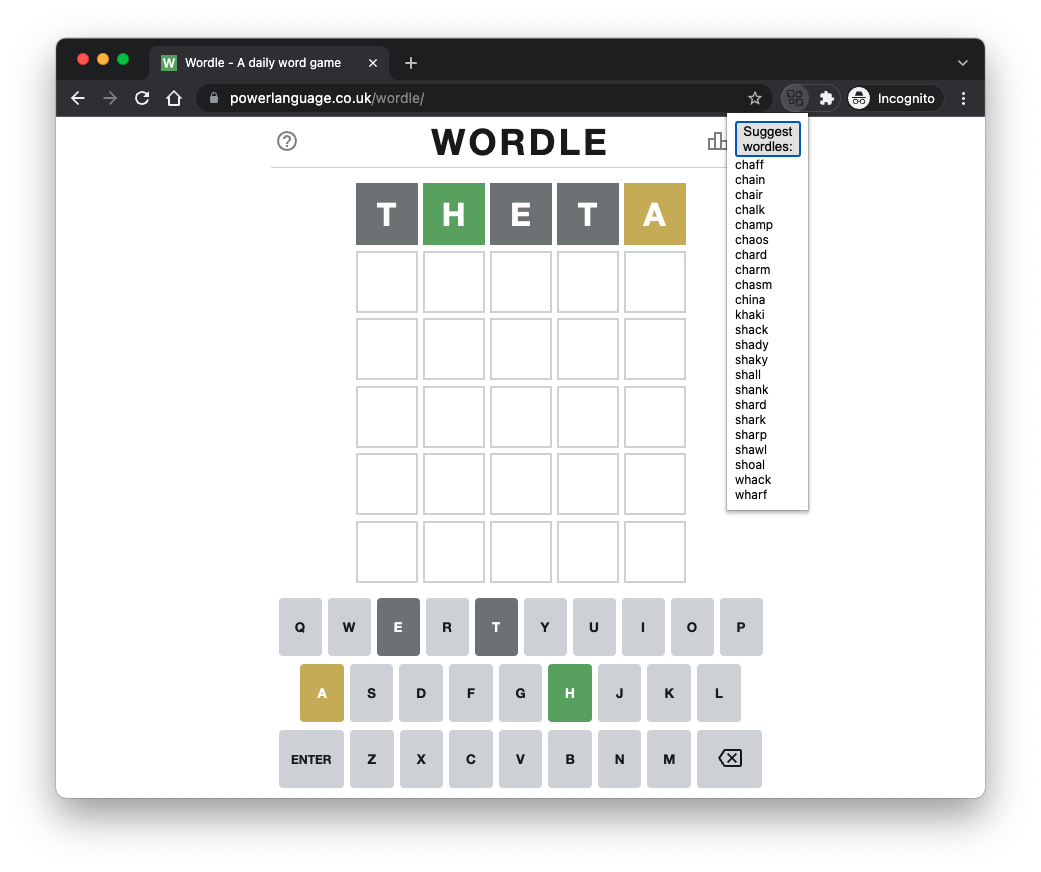 W Wordle - A daily word game
powerlanguage.co.uk/wordle/
Incognito
WORDLE
Suggest
wordles:
chaff
chain
chair
chalk
champ
chaos
chard
charm
chasm
china
khaki
shack
shady
shaky
shall
shank
shard
shark
sharp
shawl
shoal
whack
wharf
T H E T A
Q W E R T Y U I O P
A S D F G H J K L
ENTER Z X C V B N M